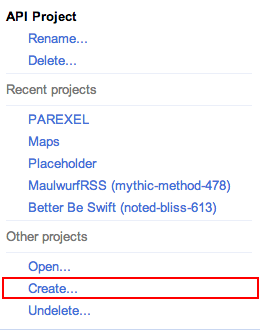 API Project
Rename...
Delete...
Recent projects
PAREXEL
Maps
Placeholder
MaulwurfRSS (mythic-method-478)
Better Be Swift (noted-bliss-613)
Other projects
Open...
Create...
Undelete...